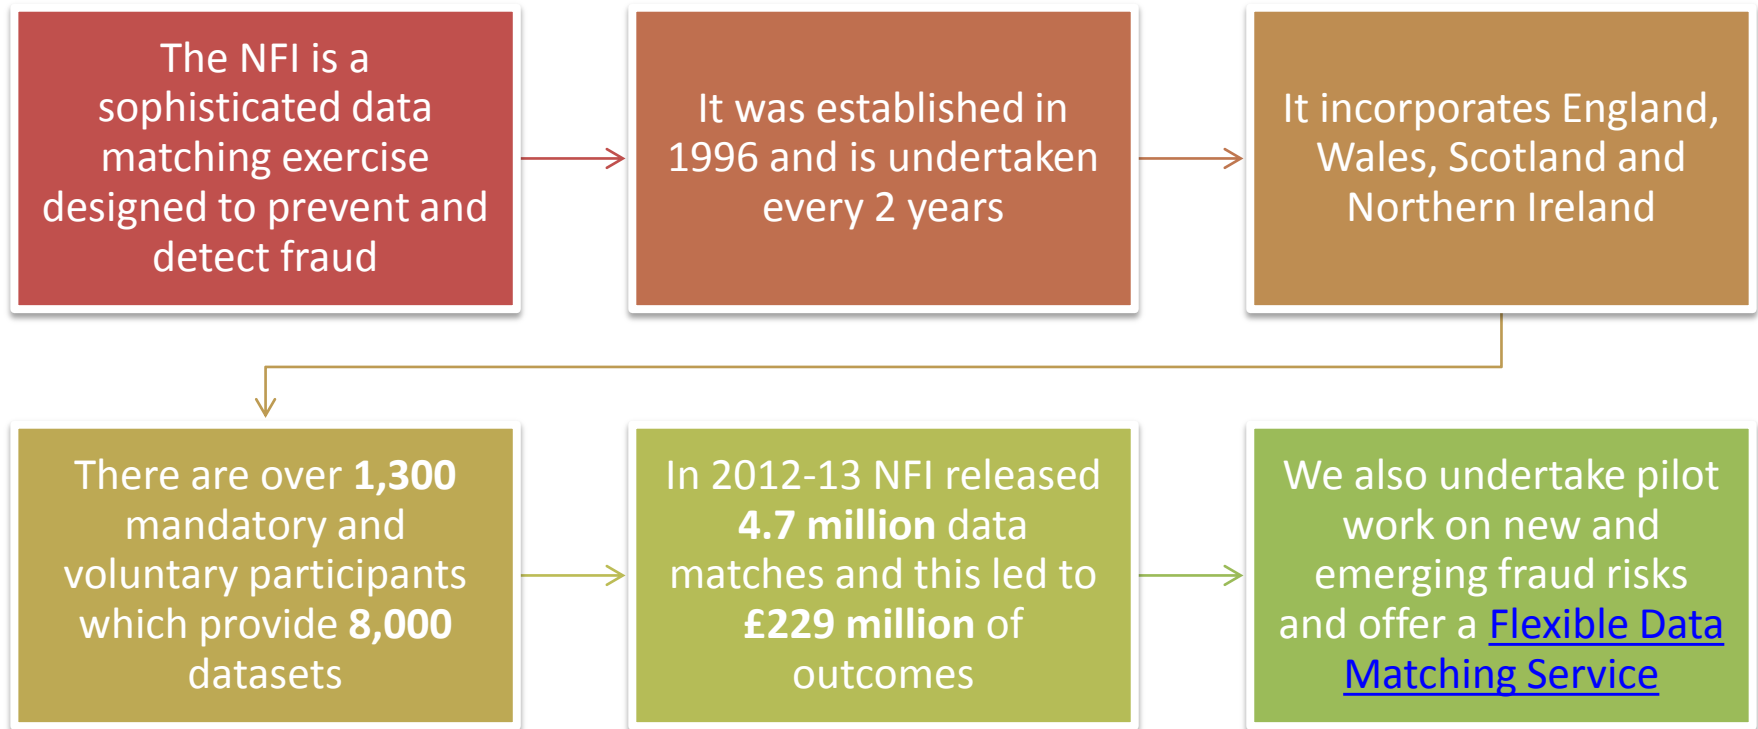 The NFI is a
sophisticated data
matching exercise
designed to prevent and
detect fraud
It was established in
1996 and is undertaken
every 2 years
It incorporates England,
Wales, Scotland and
Northern Ireland
There are over 1,300
mandatory and
voluntary participants
which provide 8,000
datasets
In 2012-13 NFI released
4.7 million data
matches and this led to
£229 million of
outcomes
We also undertake pilot
work on new and
emerging fraud risks
and offer a Flexible Data
Matching Service